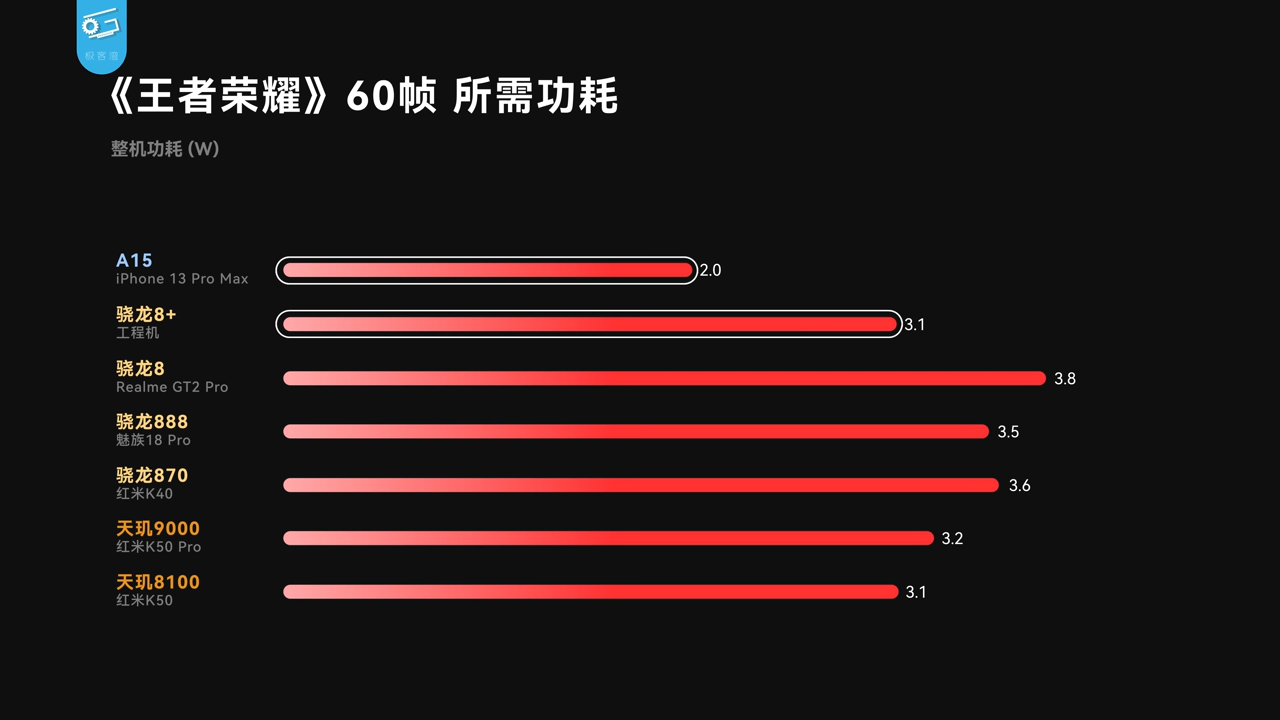 极客湾
《王者荣耀》60帧 所需功耗
整机功耗 (W)
A15
iPhone 13 Pro Max
2.0
骁龙8+
工程机
3.1
骁龙8
Realme GT2 Pro
3.8
骁龙888
魅族18 Pro
3.5
骁龙870
红米K40
3.6
天玑9000
红米K50 Pro
3.2
天玑8100
红米K50
3.1